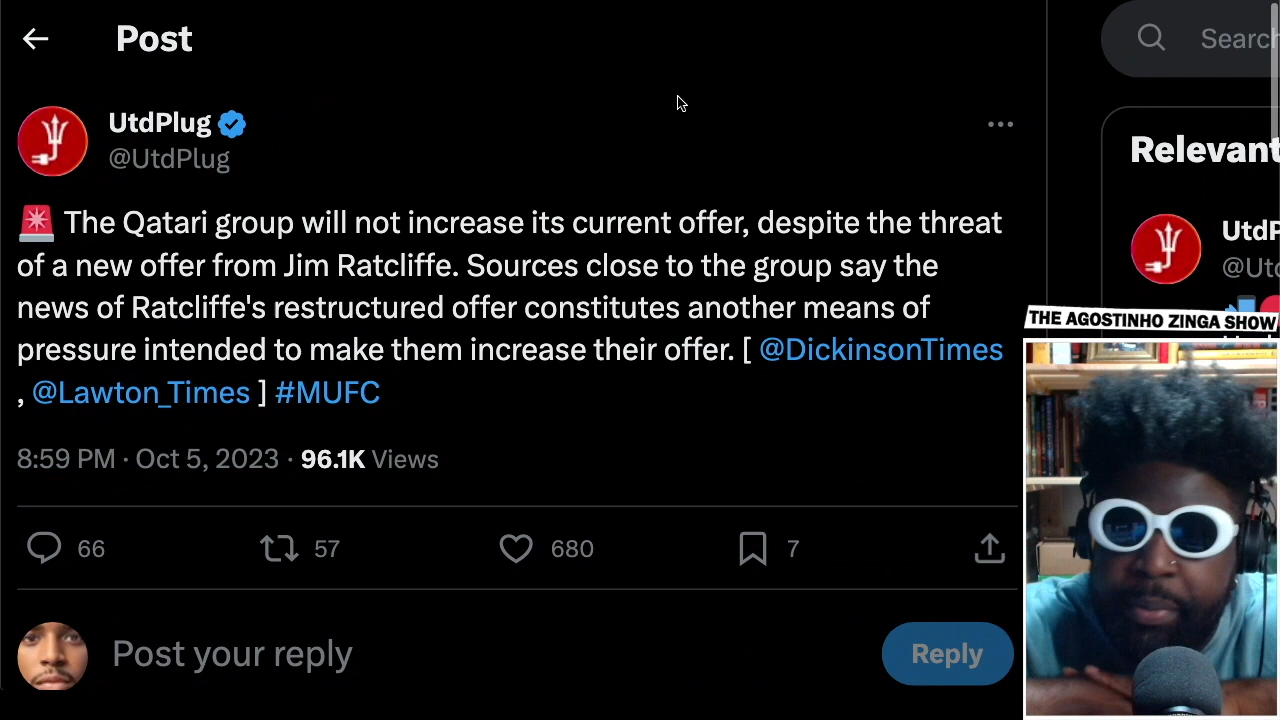 Post
Search
UtdPlug
@UtdPlug
Relevant
The Qatari group will not increase its current offer, despite the threat
of a new offer from Jim Ratcliffe. Sources close to the group say the
news of Ratcliffe's restructured offer constitutes another means of
pressure intended to make them increase their offer. [ @DickinsonTimes
, @Lawton_Times ] #MUFC
UtdP
@Utd
8:59 PM · Oct 5, 2023 · 96.1K Views
66 57 680 7
Post your reply
Reply
THE AGOSTINHO ZINGA SHOW